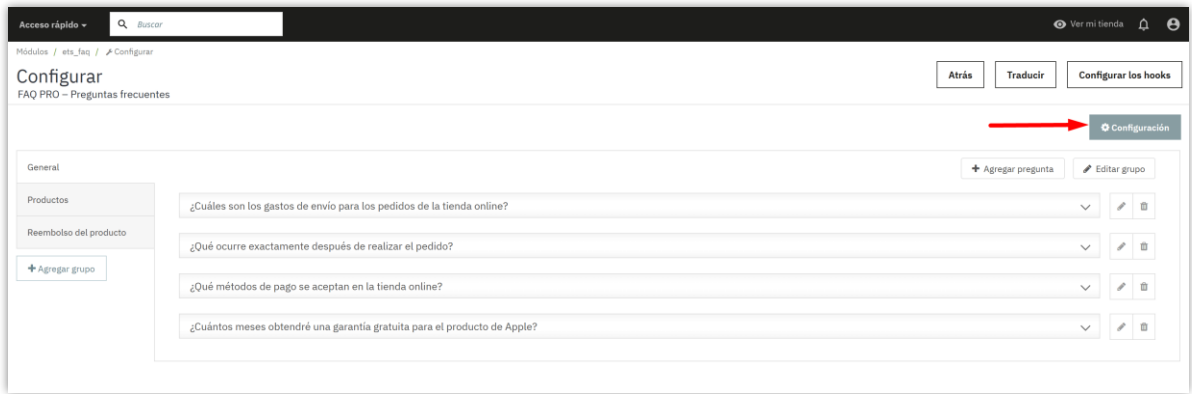 Acceso rápido
Buscar
Ver mi tienda
Módulos / ets_faq / Configurar
Configurar
FAQ PRO – Preguntas frecuentes
Atrás
Traducir
Configurar los hooks
Configuración
General
Agregar pregunta
Editar grupo
Productos
¿Cuáles son los gastos de envío para los pedidos de la tienda online?
Reembolso del producto
¿Qué ocurre exactamente después de realizar el pedido?
Agregar grupo
¿Qué métodos de pago se aceptan en la tienda online?
¿Cuántos meses obtendré una garantía gratuita para el producto de Apple?